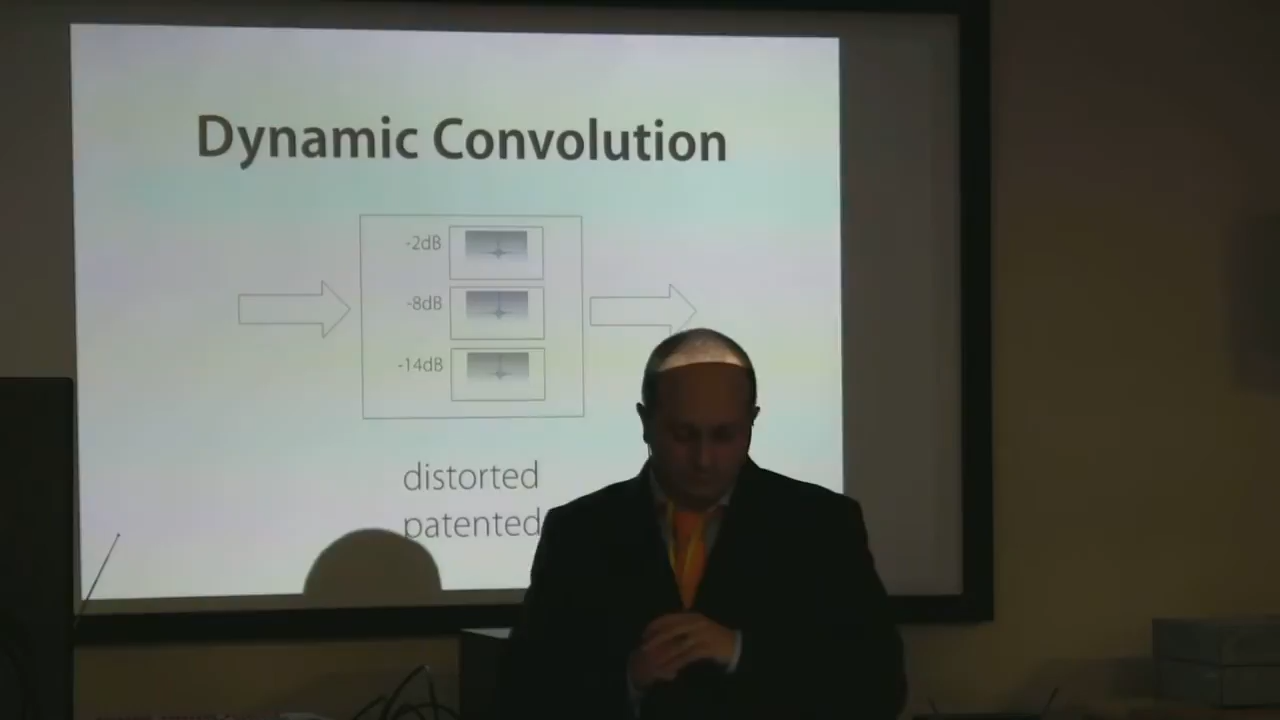 Dynamic Convolution
-2dB
-8dB
-14dB
distorted
patented